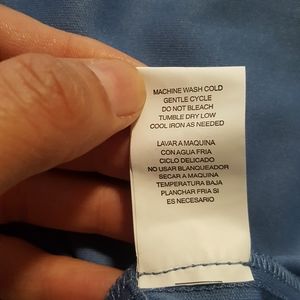 MACHINE WASH COLD
GENTLE CYCLE
DO NOT BLEACH
TUMBLE DRY LOW
COOL IRON AS NEEDED
LAVAR A MAQUINA
CON AGUA FRIA
CICLO DELICADO
NO USAR BLANQUEADOR
SECAR A MAQUINA
TEMPERATURA BAJA
PLANCHAR FRIA SI
ES NECESARIO